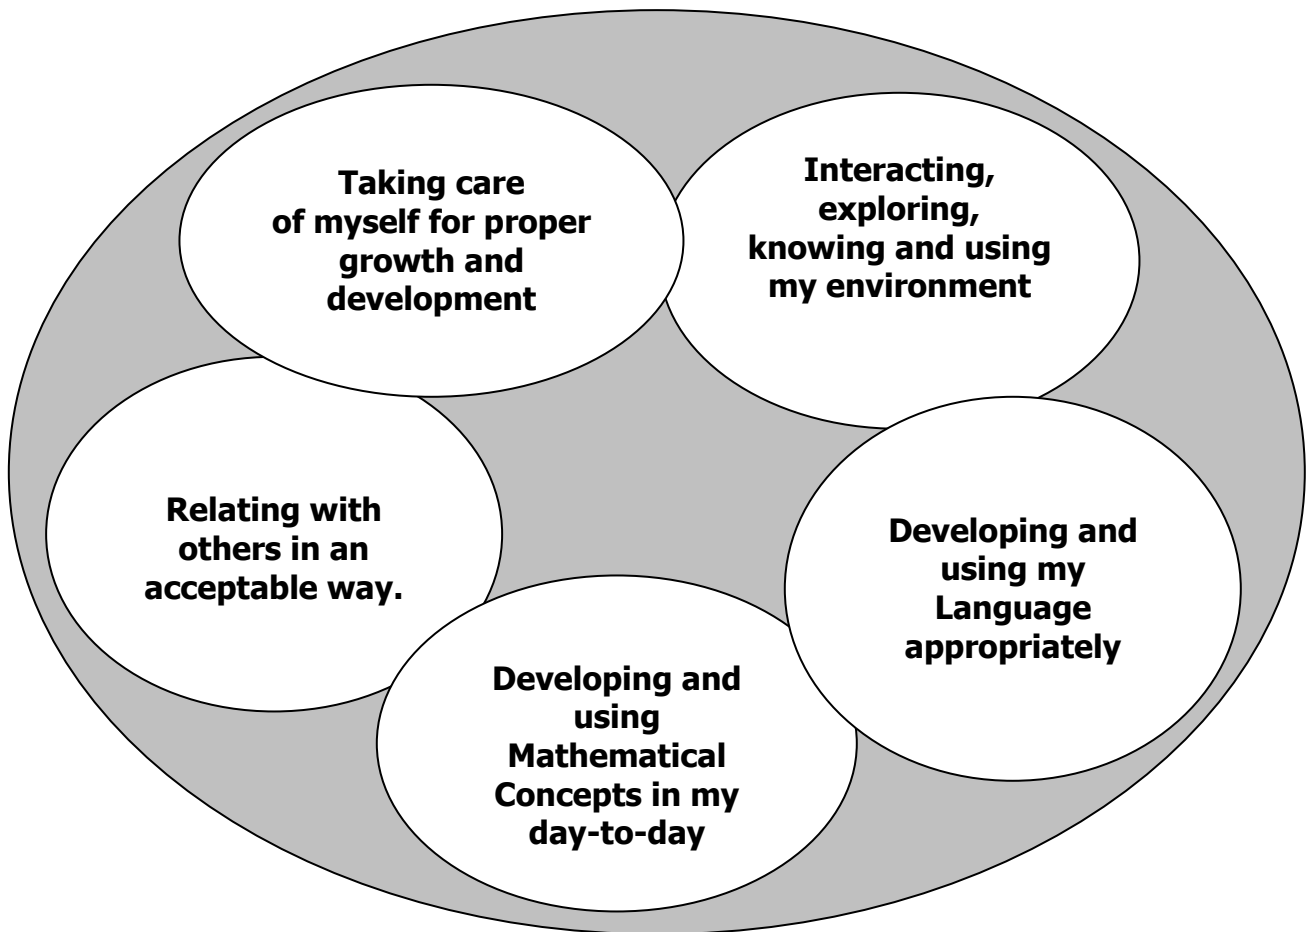 Taking care
of myself for proper
growth and
development
Interacting,
exploring,
knowing and using
my environment
Relating with
others in an
acceptable way.
Developing and
using my
Language
appropriately
Developing and
using
Mathematical
Concepts in my
day-to-day